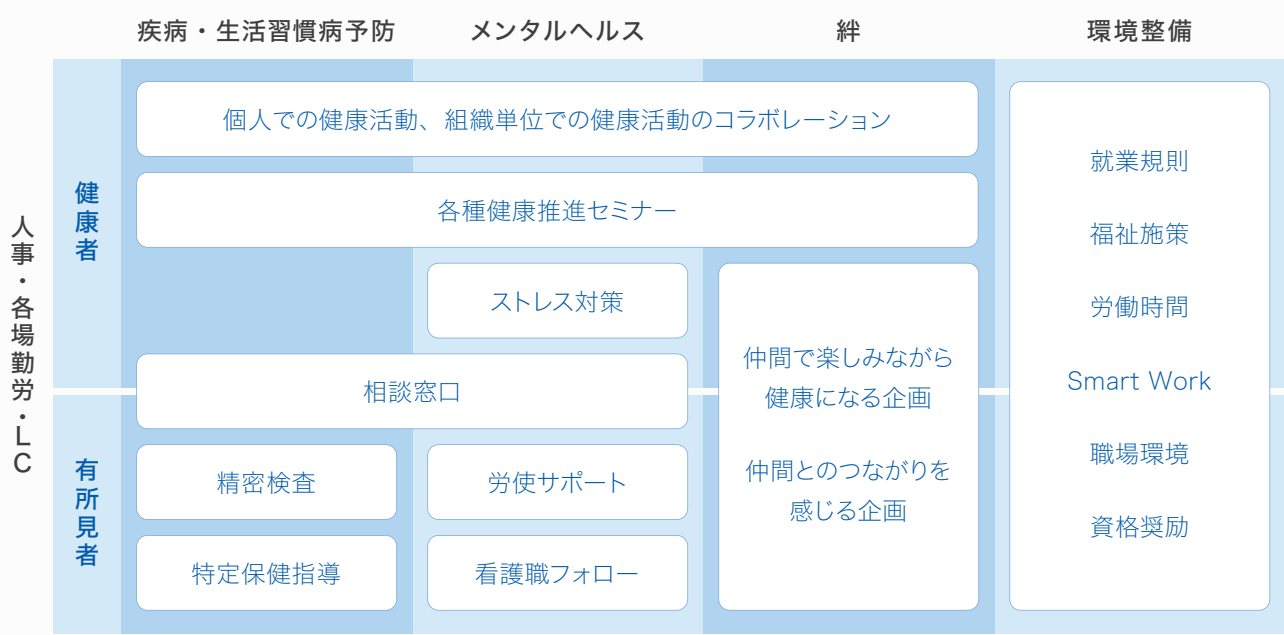 疾病・生活習慣病予防
メンタルヘルス
絆
環境整備
人事・各場勤労・LC
健康者
有所見者
個人での健康活動、組織単位での健康活動のコラボレーション
各種健康推進セミナー
ストレス対策
相談窓口
精密検査
労使サポート
特定保健指導
看護職フォロー
仲間で楽しみながら
健康になる企画
仲間とのつながりを
感じる企画
就業規則
福祉施策
労働時間
Smart Work
職場環境
資格奨励